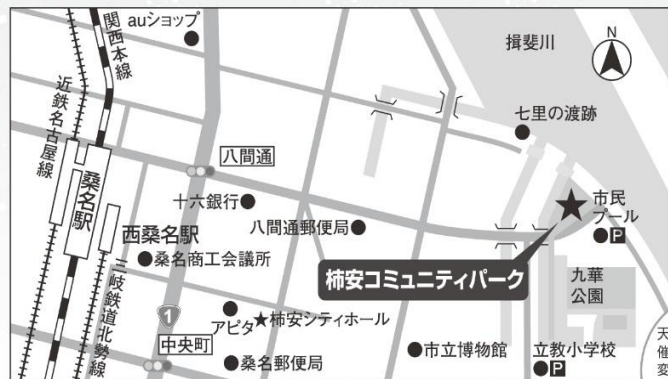 auショップ
関西本線
近鉄名古屋線
桑名駅
西桑名駅
三岐鉄道北勢線
八間通
十六銀行
八間通郵便局
桑名商工会議所
1
アピタ
★柿安シティホール
中央町
桑名郵便局
揖斐川
N
七里の渡跡
市民
プール
P
柿安コミュニティパーク
九華
公園
市立博物館
立教小学校
P
天
催